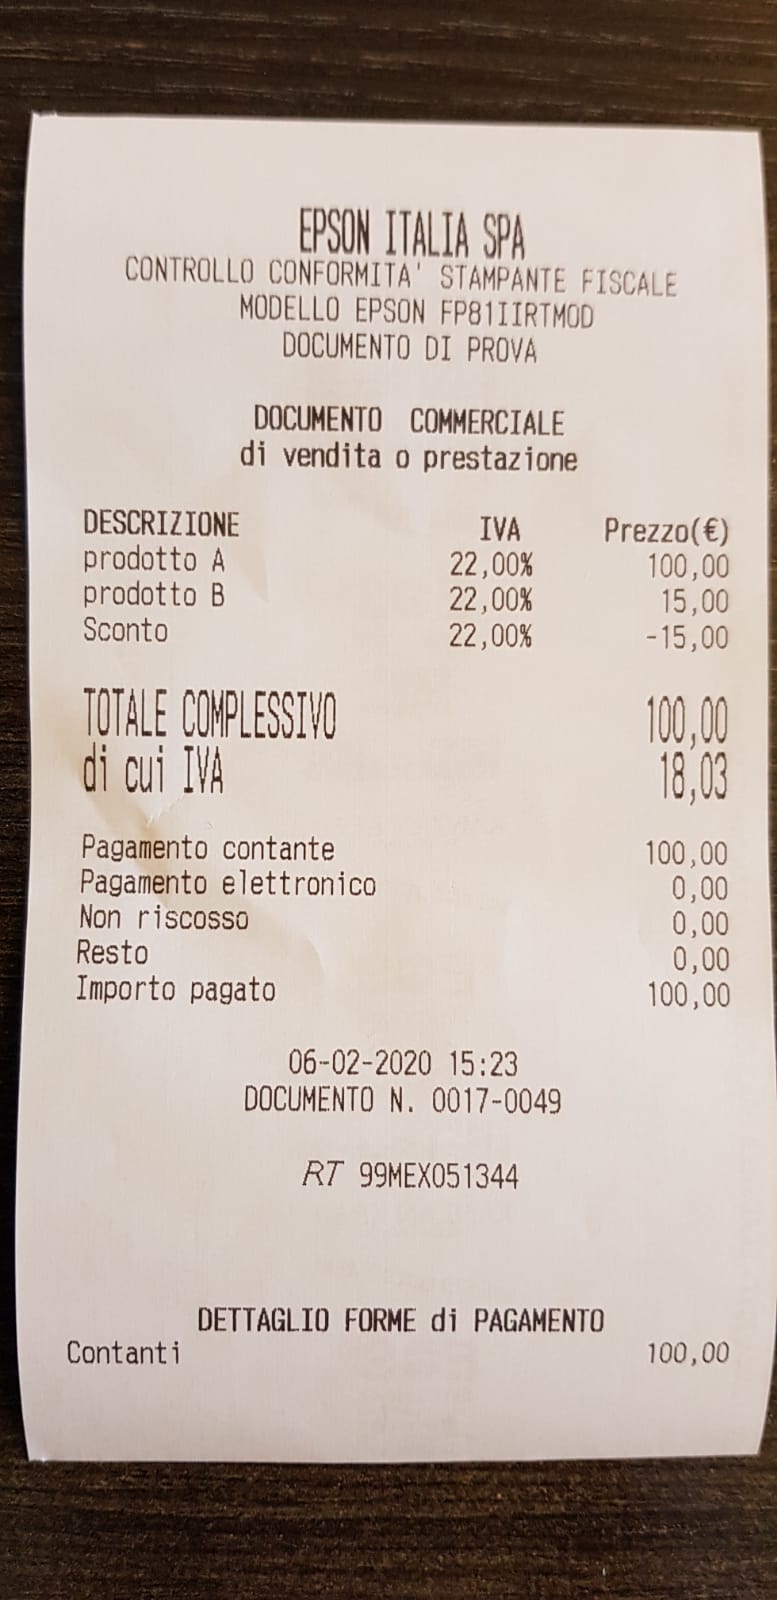 EPSON ITALIA SPA
CONTROLLO CONFORMITA' STAMPANTE FISCALE
MODELLO EPSON FP81IIRTMOD
DOCUMENTO DI PROVA
DOCUMENTO COMMERCIALE
di vendita o prestazione
DESCRIZIONE IVA Prezzo(€)
prodotto A 22,00% 100,00
prodotto B 22,00% 15,00
Sconto 22,00% -15,00
TOTALE COMPLESSIVO 100,00
di cui IVA 18,03
Pagamento contante 100,00
Pagamento elettronico 0,00
Non riscosso 0,00
Resto 0,00
Importo pagato 100,00
06-02-2020 15:23
DOCUMENTO N. 0017-0049
RT 99MEX051344
DETTAGLIO FORME di PAGAMENTO
Contanti 100,00